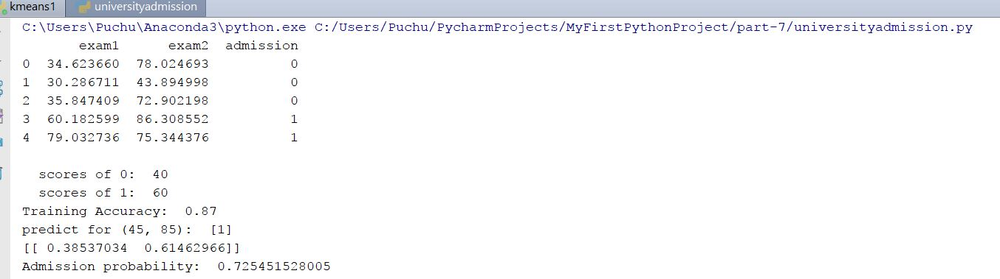 kmeans1 universityadmission
C:\Users\Puchu\Anaconda3\python.exe C:/Users/Puchu/PycharmProjects/MyFirstPythonProject/part-7/universityadmission.py
exam1 exam2 admission
0 34.623660 78.024693 0
1 30.286711 43.894998 0
2 35.847409 72.902198 0
3 60.182599 86.308552 1
4 79.032736 75.344376 1
scores of 0: 40
scores of 1: 60
Training Accuracy: 0.87
predict for (45, 85): [1]
[[ 0.38537034 0.61462966]]
Admission probability: 0.725451528005